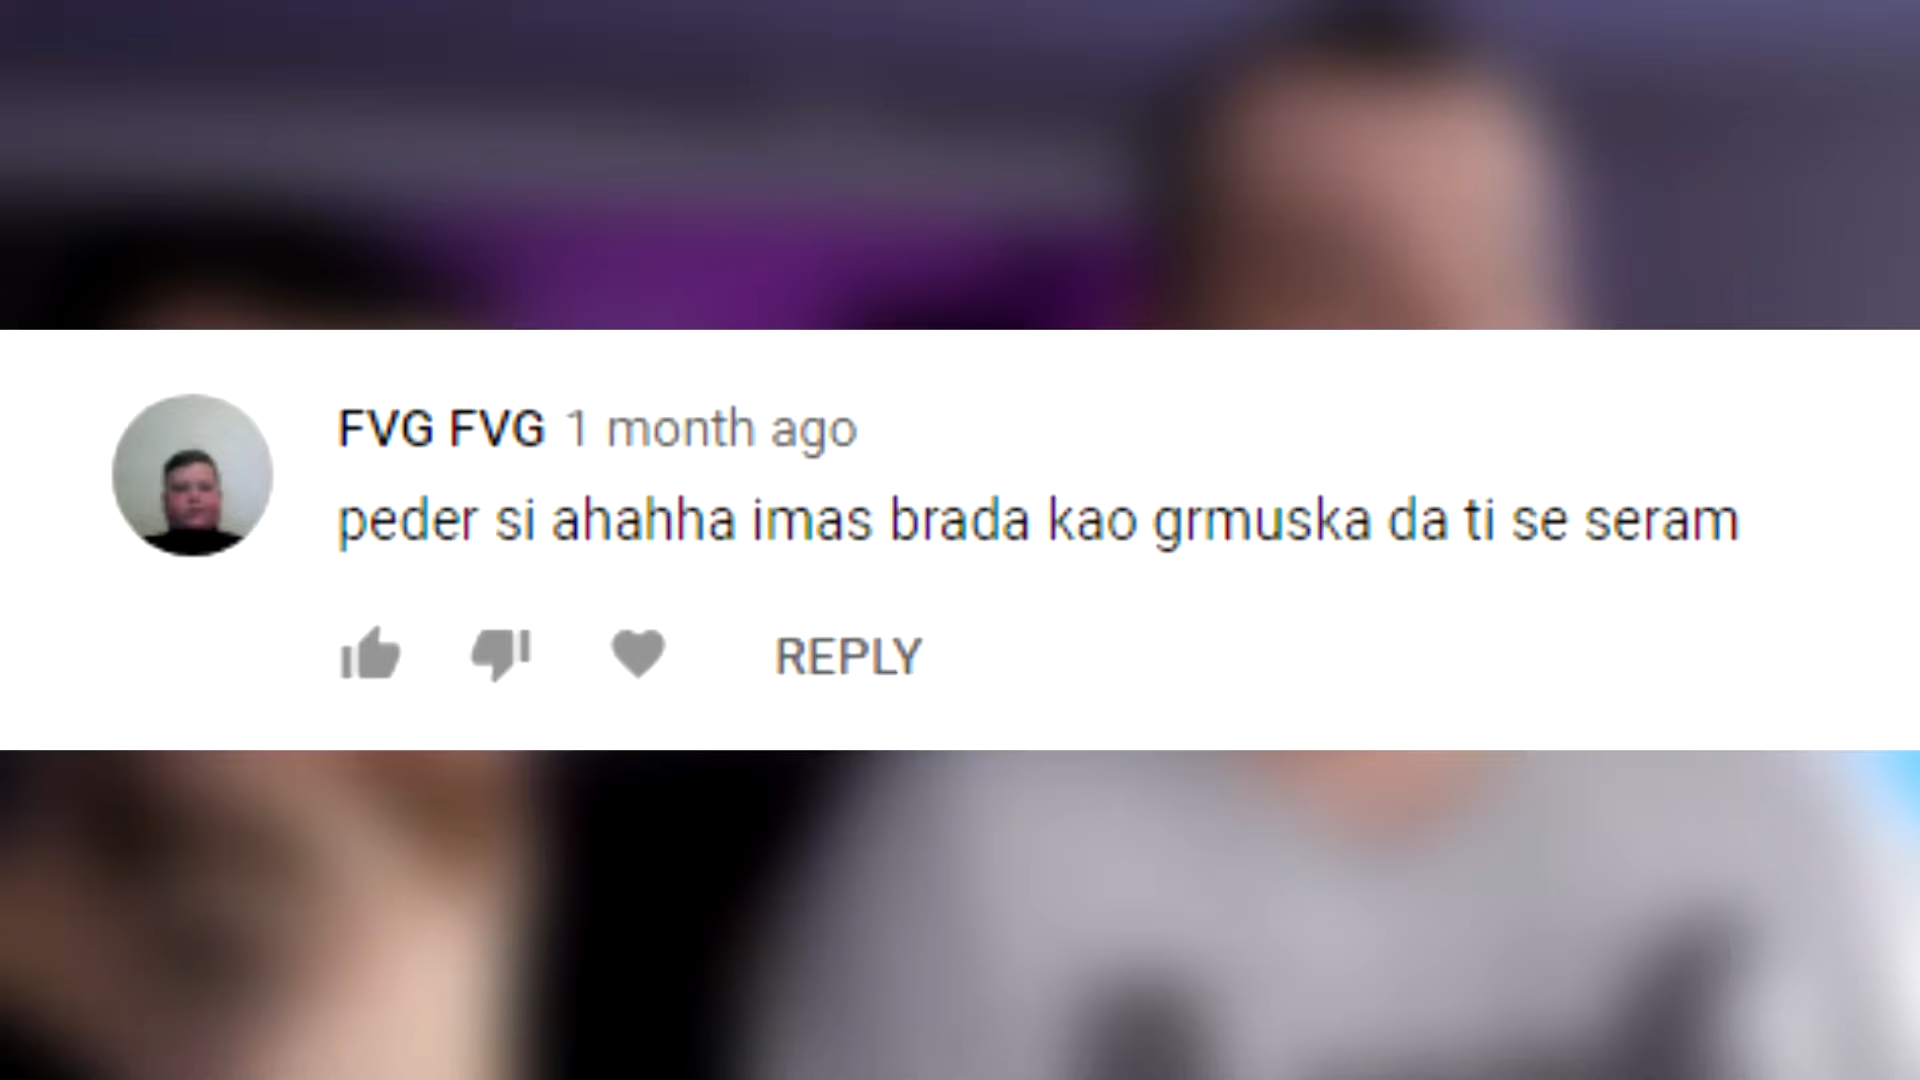 FVG FVG 1 month ago
peder si ahahha imas brada kao grmuska da ti se seram
REPLY